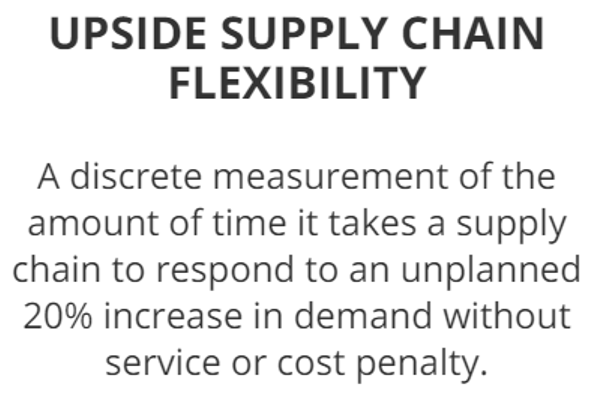 UPSIDE SUPPLY CHAIN
FLEXIBILITY
A discrete measurement of the
amount of time it takes a supply
chain to respond to an unplanned
20% increase in demand without
service or cost penalty.